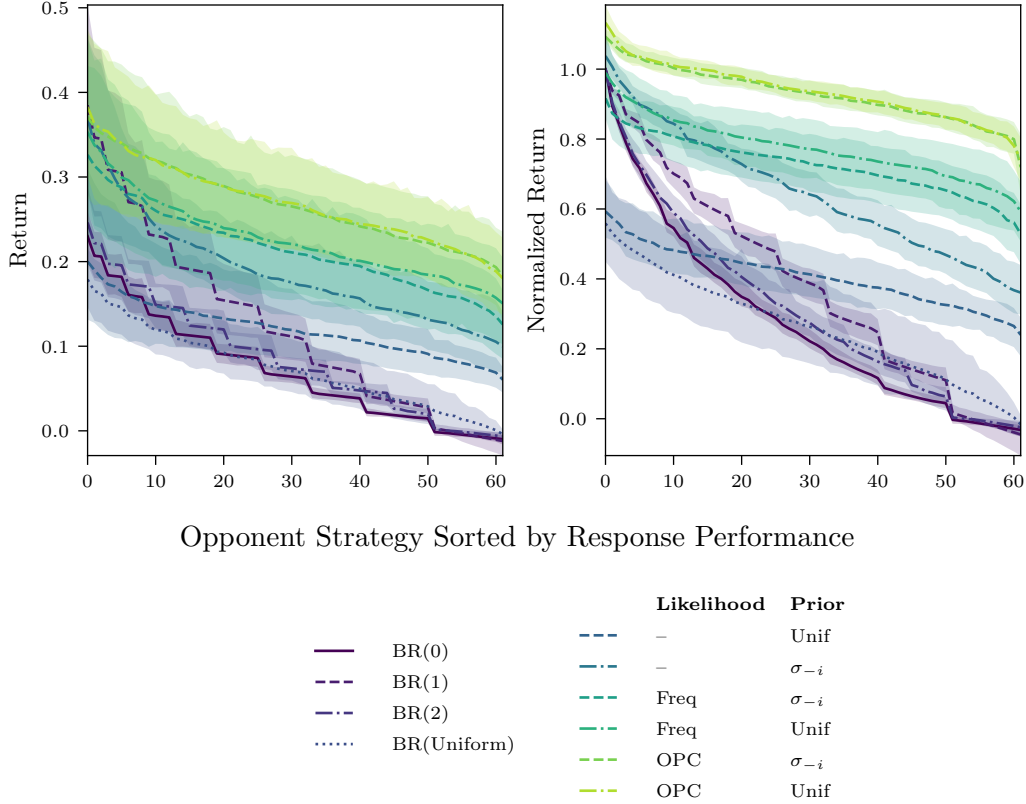 0.5
0.4
0.3
0.2
0.1
0.0
Return
0 10 20 30 40 50 60
1.0
0.8
0.6
0.4
0.2
0.0
Normalized Return
0 10 20 30 40 50 60
Opponent Strategy Sorted by Response Performance
BR(0)
BR(1)
BR(2)
BR(Uniform)
Likelihood Prior
– Unif
– σ₋ᵢ
Freq σ₋ᵢ
Freq Unif
OPC σ₋ᵢ
OPC Unif